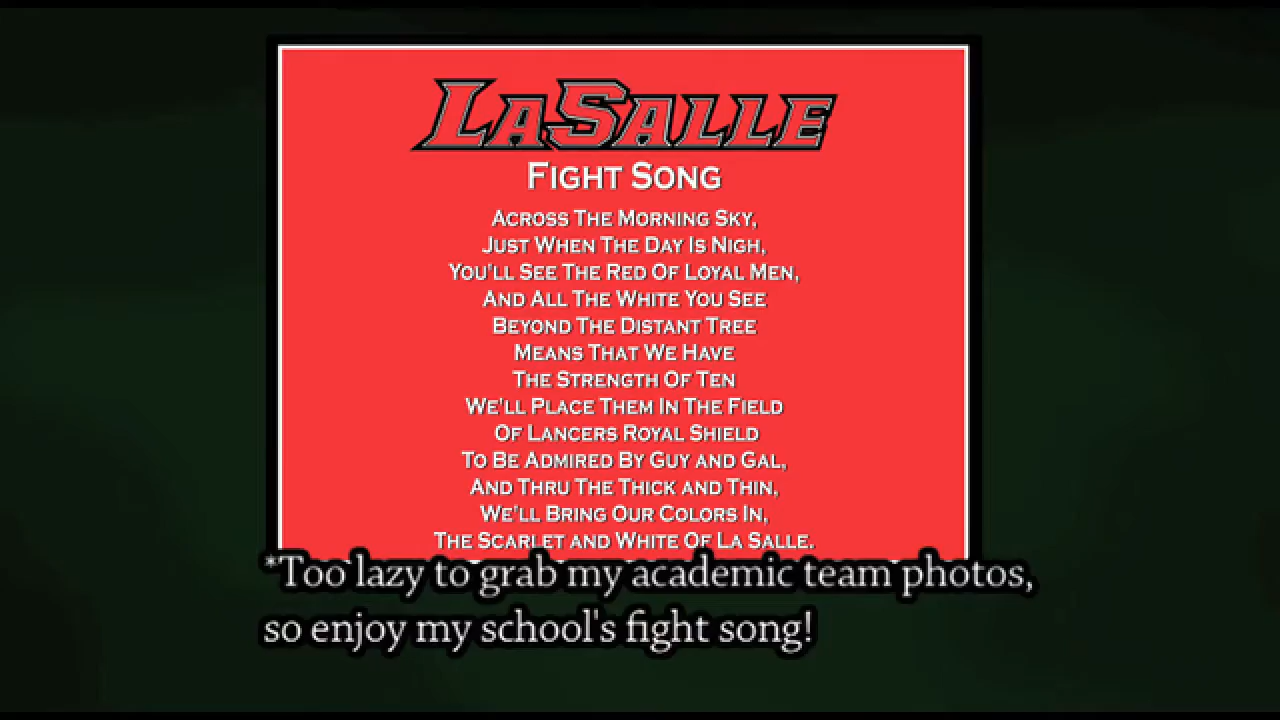 LaSalle
Fight Song
Across The Morning Sky,
Just When The Day Is Nigh,
You'll See The Red Of Loyal Men,
And All The White You See
Beyond The Distant Tree
Means That We Have
The Strength Of Ten
We'll Place Them In The Field
Of Lancers Royal Shield
To Be Admired By Guy and Gal,
And Thru The Thick and Thin,
We'll Bring Our Colors In,
The Scarlet and White Of La Salle.
*Too lazy to grab my academic team photos,
so enjoy my school's fight song!